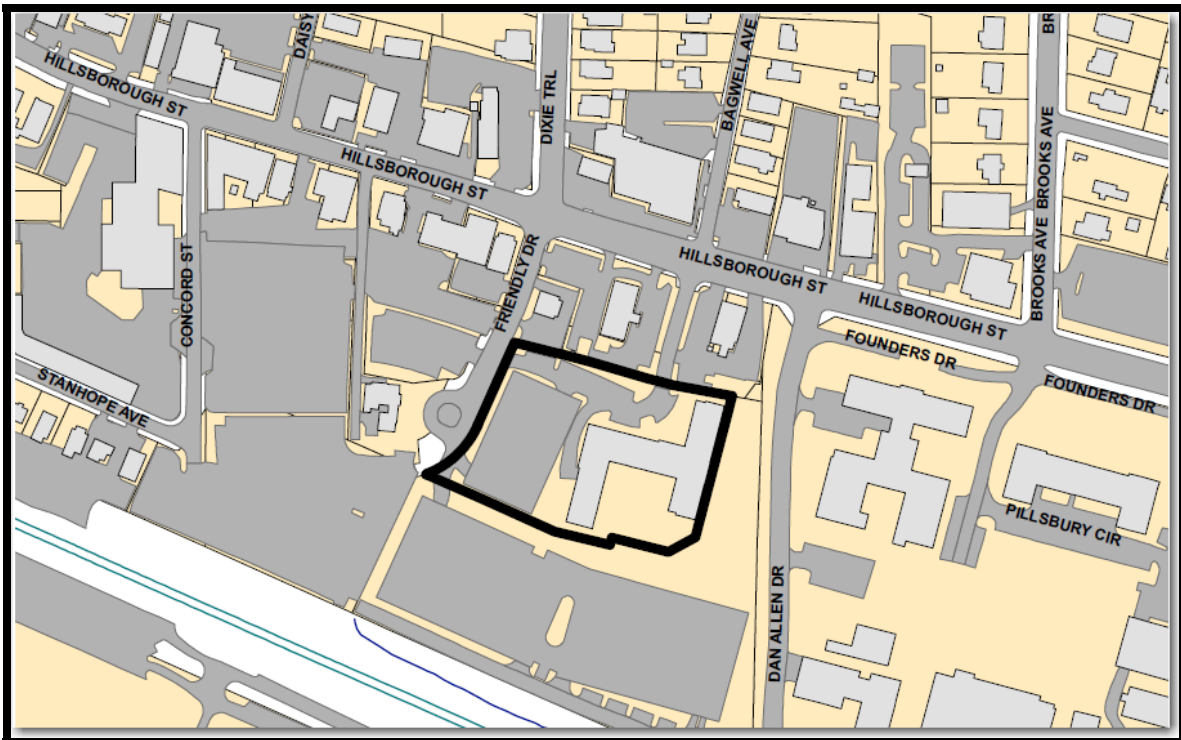 HILLSBOROUGH ST
DAISY
DIXIE TRL
BAGWELL AVE
BR
BROOKS AVE
BROOKS AVE
HILLSBOROUGH ST
HILLSBOROUGH ST
HILLSBOROUGH ST
FRIENDLY DR
CONCORD ST
FOUNDERS DR
FOUNDERS DR
STANHOPE AVE
PILLSBURY CIR
DAN ALLEN DR